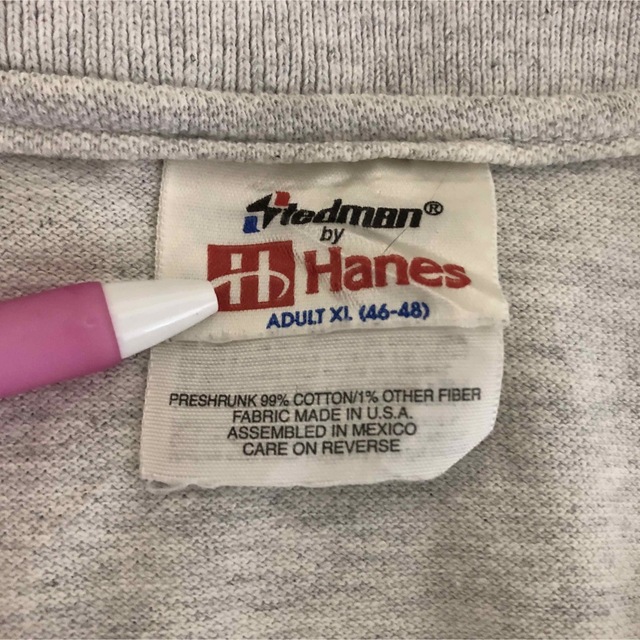 Stedman®
by
Hanes
ADULT XL (46-48)
PRESHRUNK 99% COTTON/1% OTHER FIBER
FABRIC MADE IN U.S.A.
ASSEMBLED IN MEXICO
CARE ON REVERSE